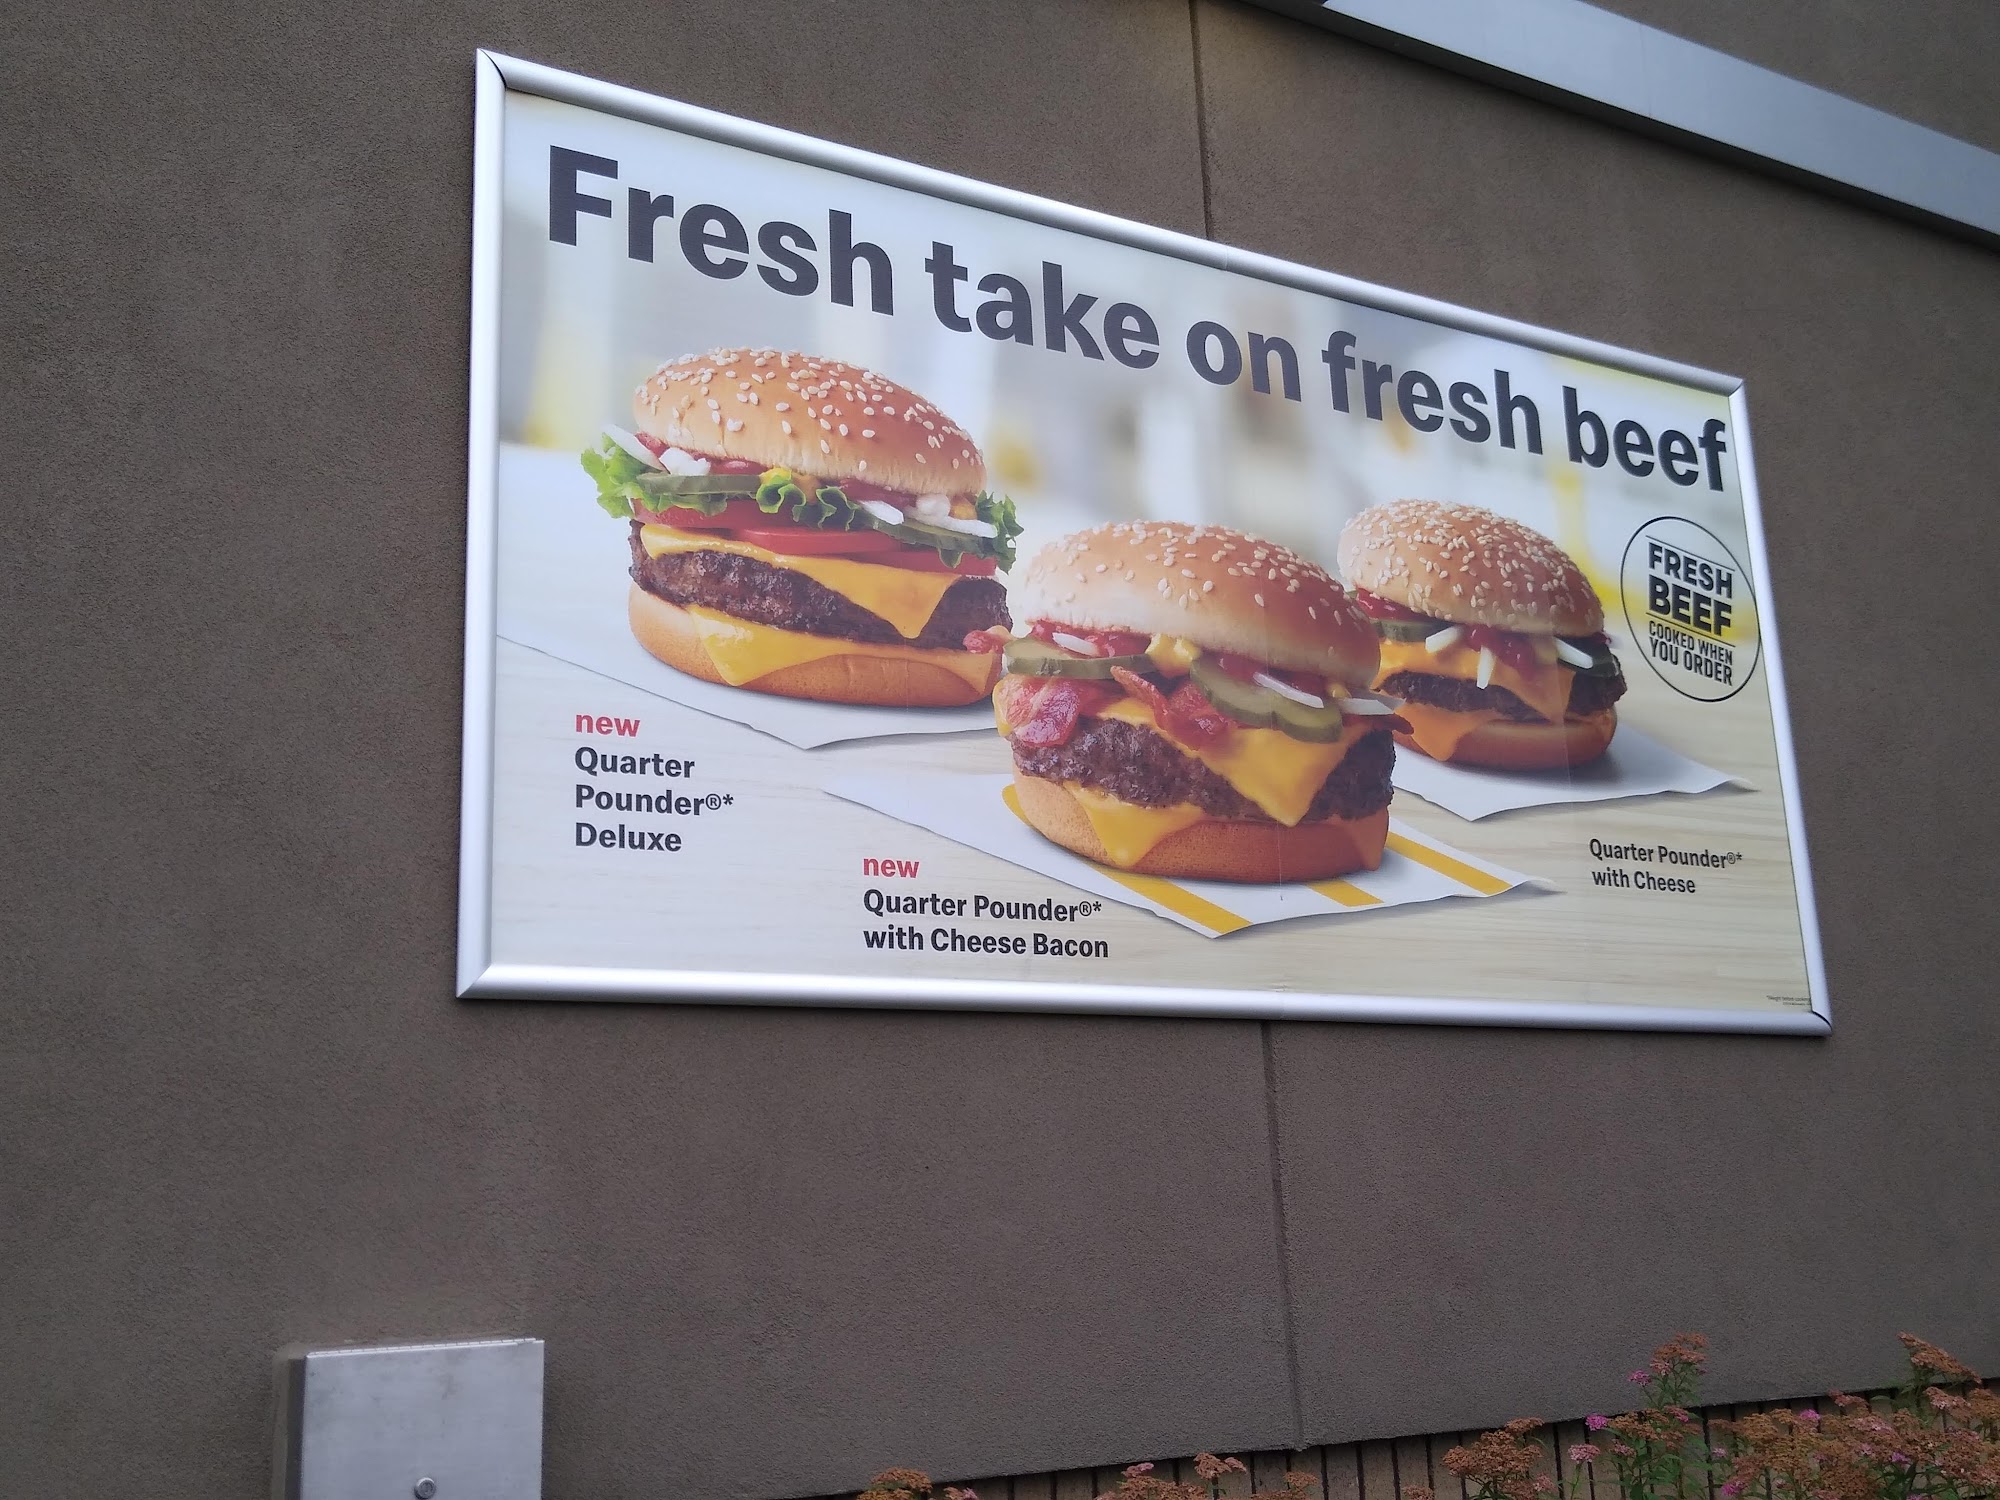 Fresh take on fresh beef
FRESH
BEEF
COOKED WHEN
YOU ORDER
new
Quarter
Pounder®*
Deluxe
new
Quarter Pounder®*
with Cheese Bacon
Quarter Pounder®*
with Cheese